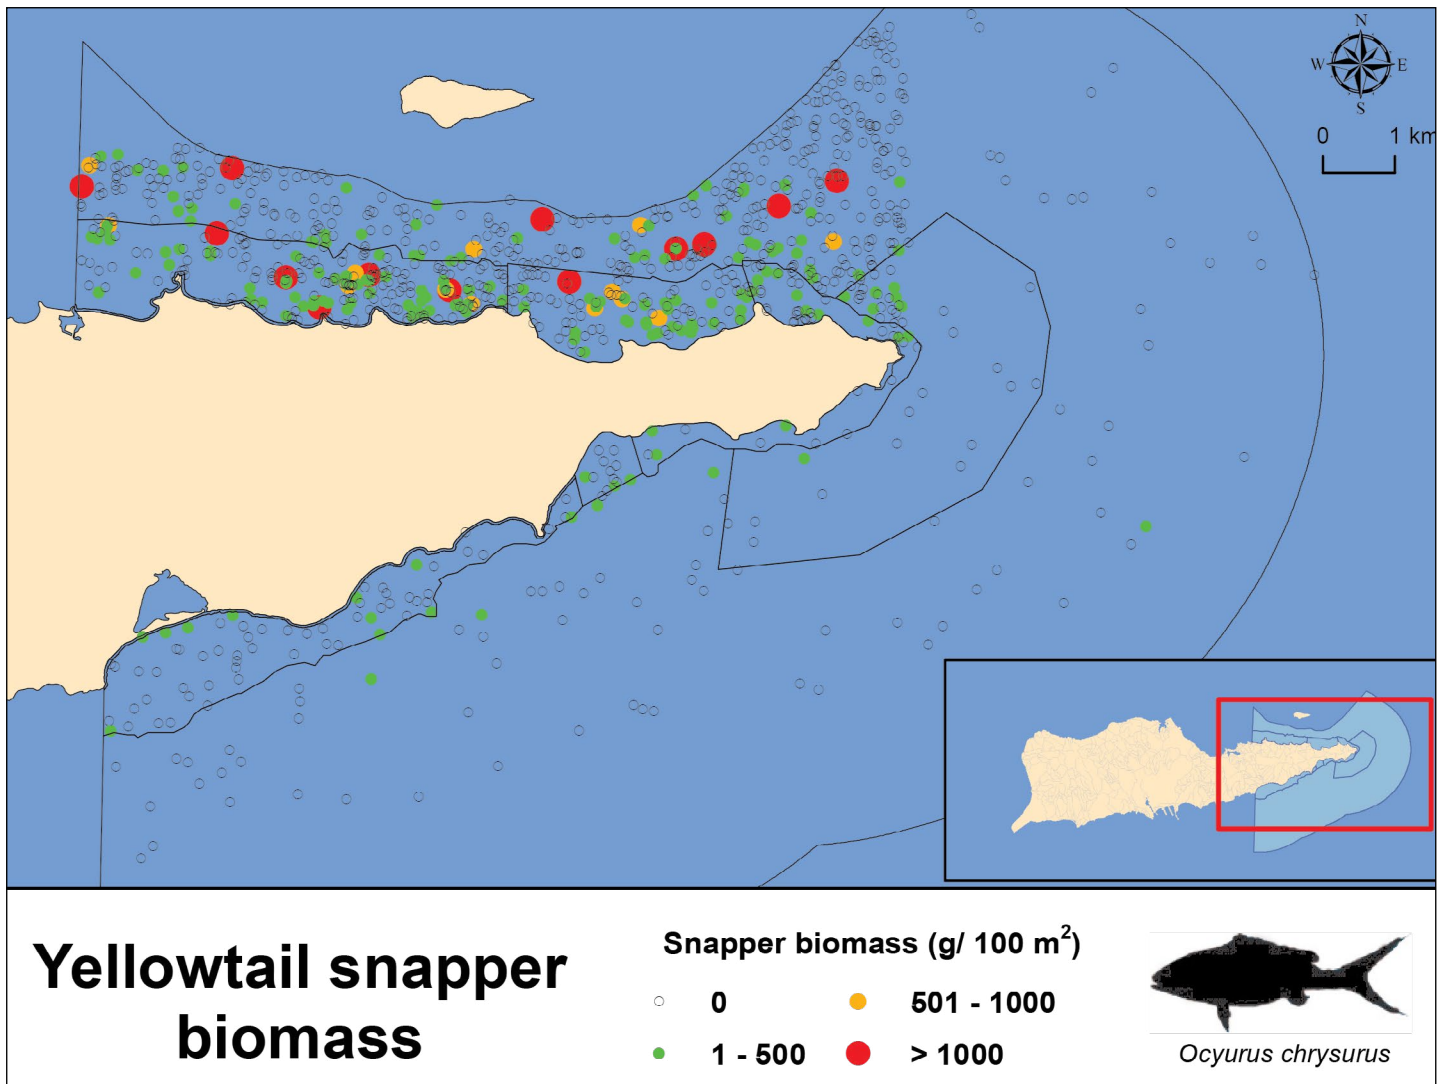 N
W E
S
0 1 km
Yellowtail snapper
biomass
Snapper biomass (g/ 100 m²)
0 501 - 1000
1 - 500 > 1000
Ocyurus chrysurus